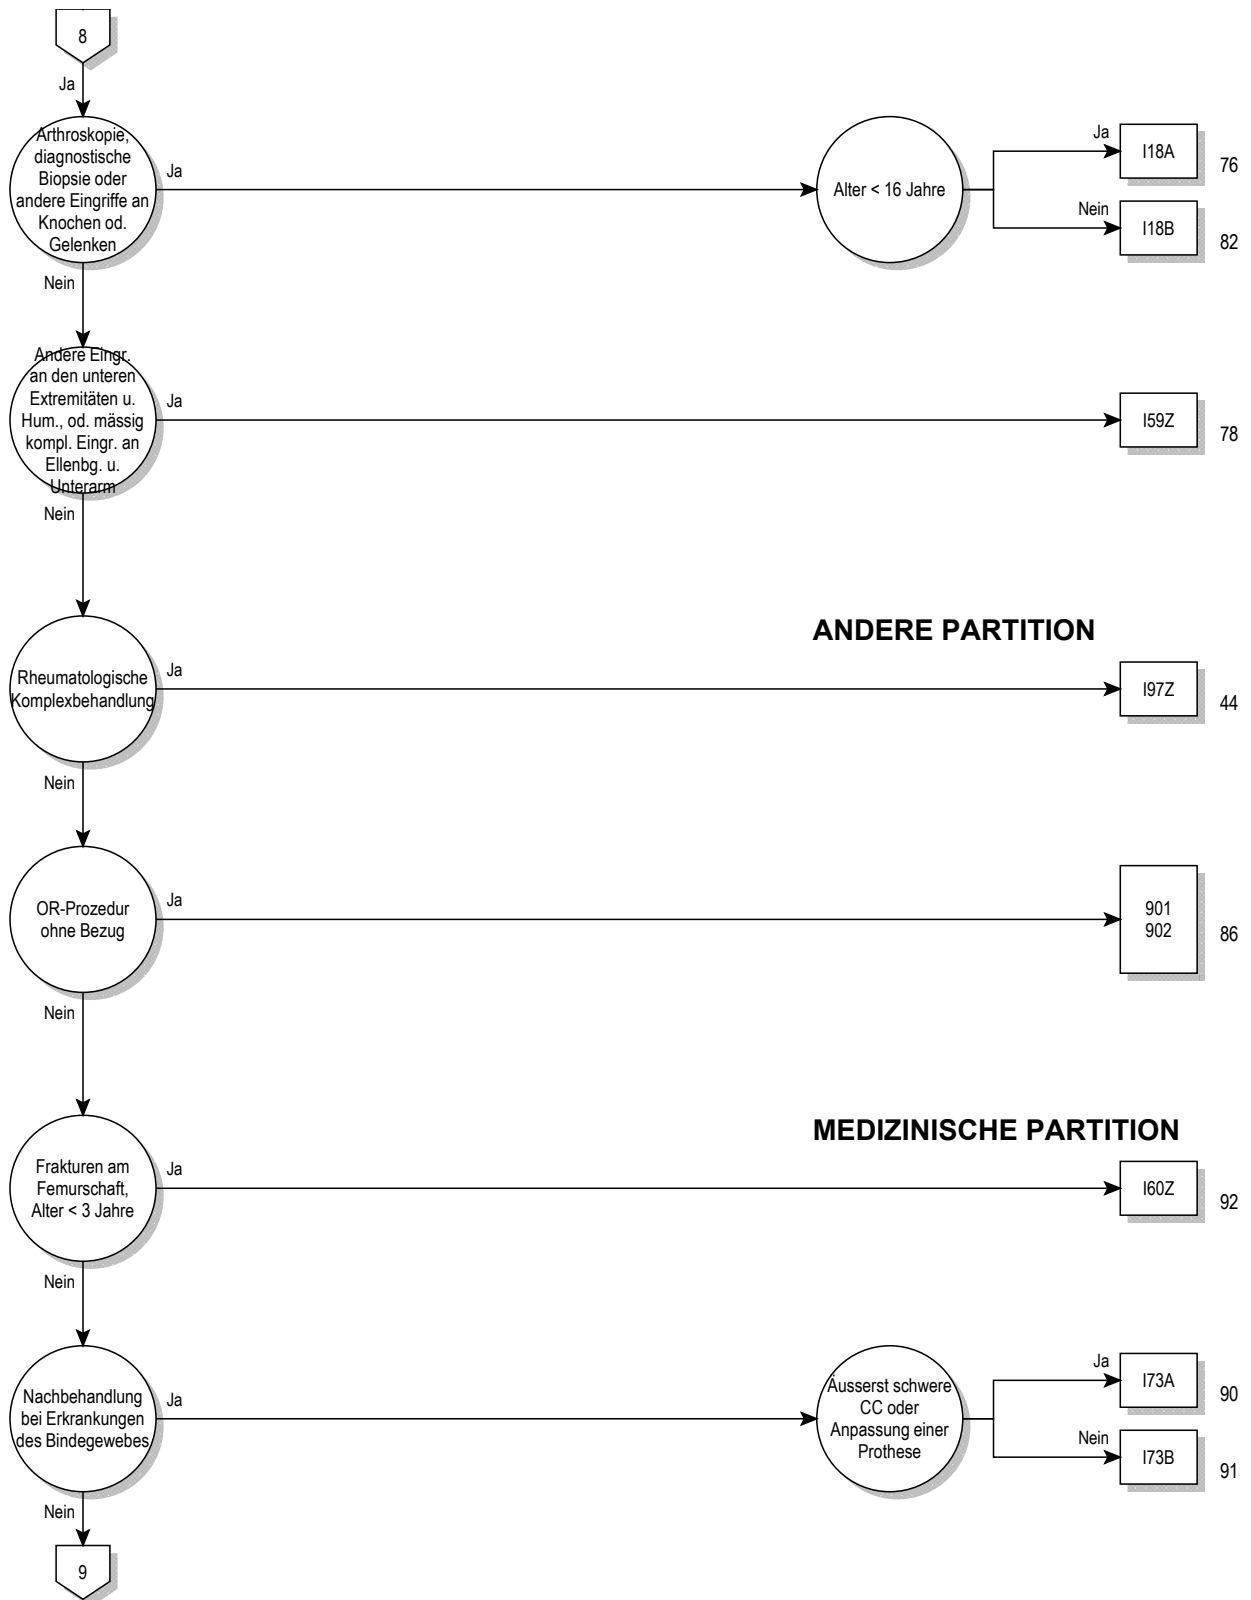 8
Ja
Arthroskopie,
diagnostische
Biopsie oder
andere Eingriffe an
Knochen od.
Gelenken
Ja
Alter < 16 Jahre
Ja
I18A
76
Nein
I18B
82
Nein
Andere Eingr.
an den unteren
Extremitäten u.
Hum., od. mässig
kompl. Eingr. an
Ellenbg. u.
Unterarm
Ja
I59Z
78
Nein
ANDERE PARTITION
Rheumatologische
Komplexbehandlung
Ja
I97Z
44
Nein
OR-Prozedur
ohne Bezug
Ja
901
902
86
Nein
MEDIZINISCHE PARTITION
Frakturen am
Femurschaft,
Alter < 3 Jahre
Ja
I60Z
92
Nein
Nachbehandlung
bei Erkrankungen
des Bindegewebes
Ja
Äusserst schwere
CC oder
Anpassung einer
Prothese
Ja
I73A
90
Nein
I73B
91
Nein
9